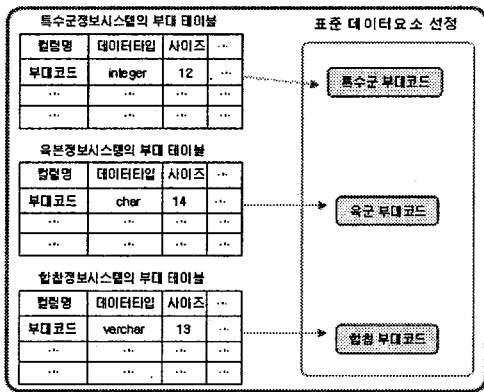 특수군정보시스템의 부대 테이블
표준 데이터요소 선정
컬럼명 데이터타입 사이즈 ...
부대코드 integer 12 ...
... ... ... ...
... ... ... ...
특수군 부대코드
육본정보시스템의 부대 테이블
컬럼명 데이터타입 사이즈 ...
부대코드 char 14 ...
... ... ... ...
... ... ... ...
육군 부대코드
합참정보시스템의 부대 테이블
컬럼명 데이터타입 사이즈 ...
부대코드 varchar 13 ...
... ... ... ...
... ... ... ...
합참 부대코드